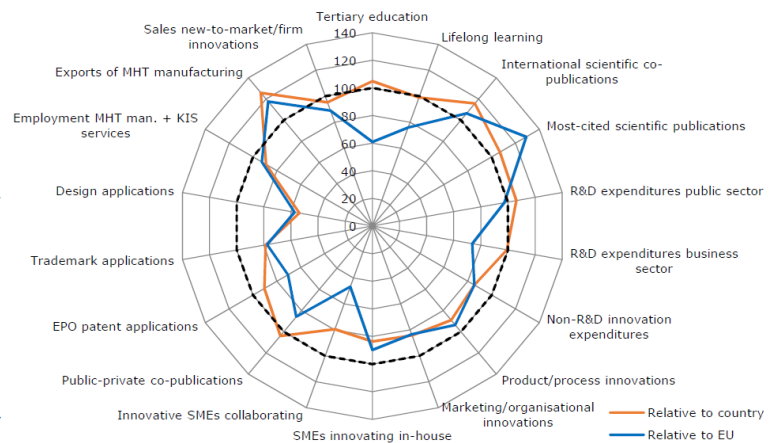 Tertiary education
Lifelong learning
International scientific co-
publications
Most-cited scientific publications
R&D expenditures public sector
R&D expenditures business
sector
Non-R&D innovation
expenditures
Product/process innovations
Marketing/organisational
innovations
SMEs innovating in-house
Innovative SMEs collaborating
Public-private co-publications
EPO patent applications
Trademark applications
Design applications
Employment MHT man. + KIS
services
Exports of MHT manufacturing
Sales new-to-market/firm
innovations
140
120
100
80
60
40
20
0
Relative to country
Relative to EU